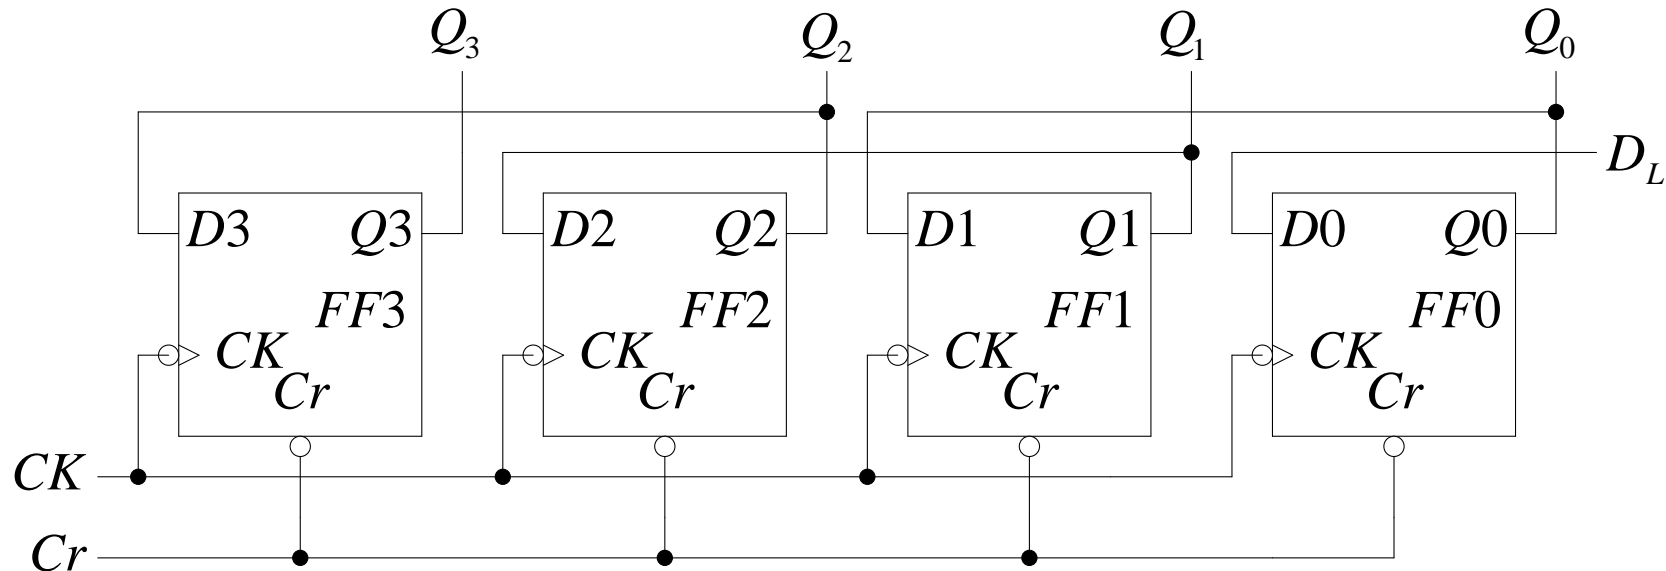 Q3 Q2 Q1 Q0
DL
D3 Q3 D2 Q2 D1 Q1 D0 Q0
FF3 FF2 FF1 FF0
CK CK CK CK
Cr Cr Cr Cr
CK
Cr